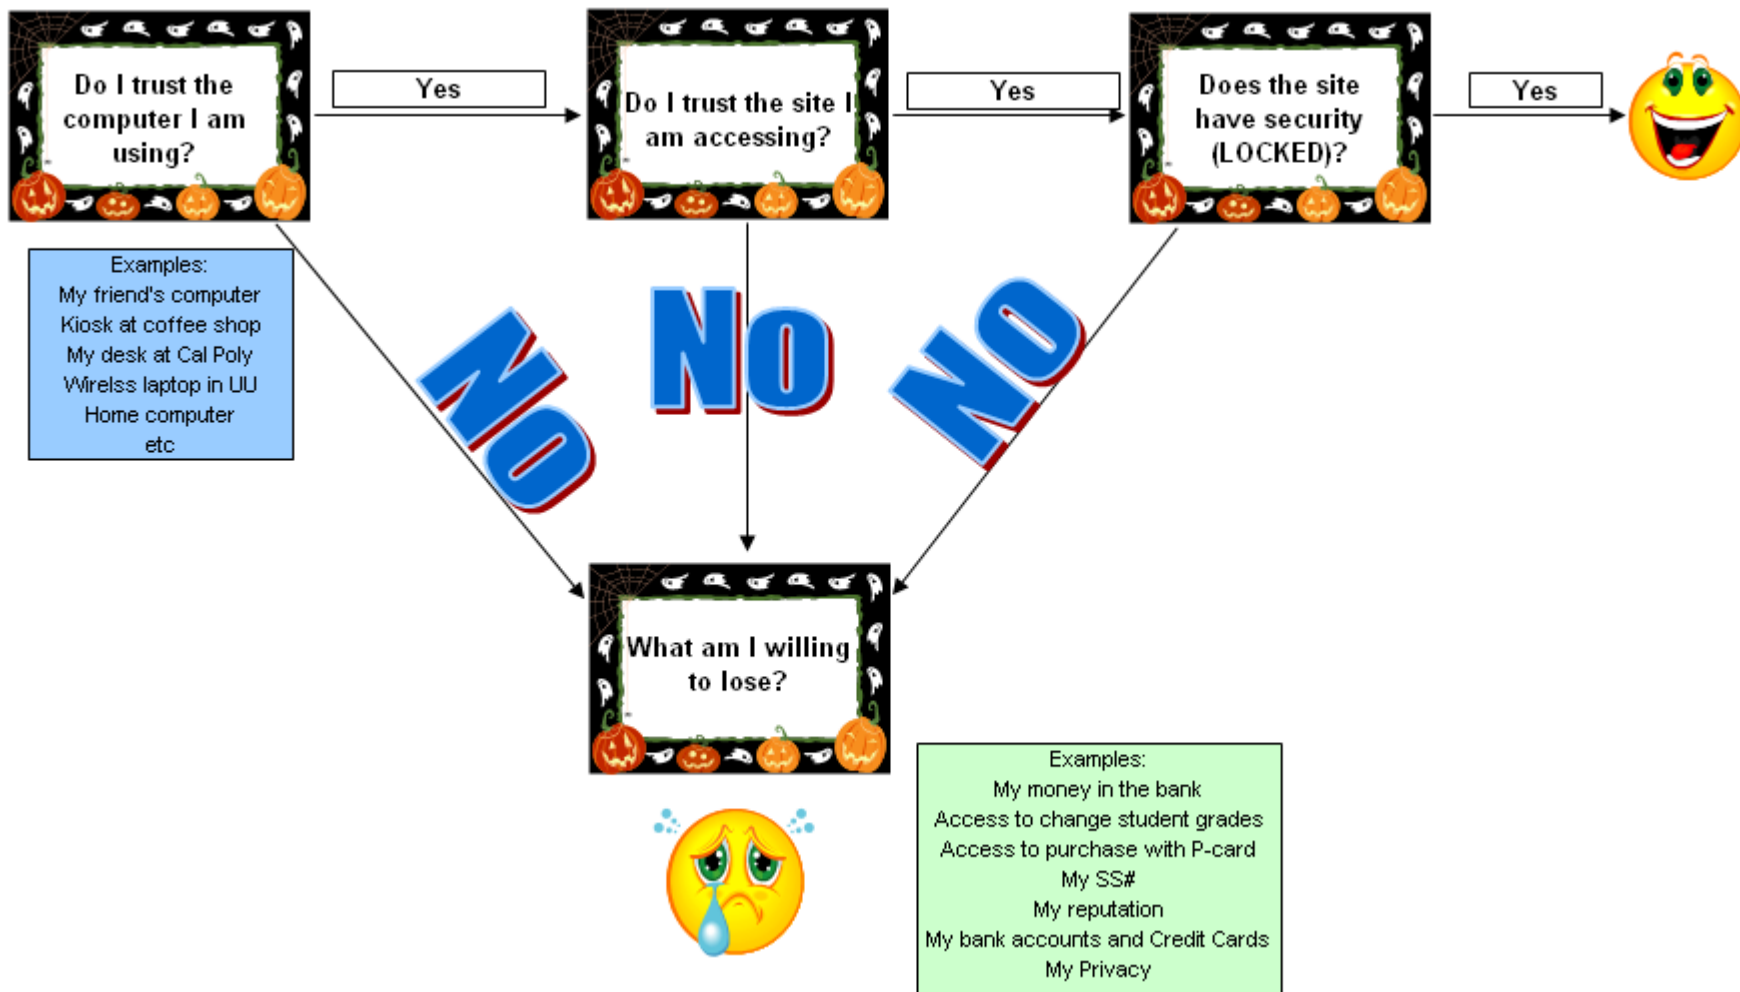 Do I trust the
computer I am
using?
Yes
Do I trust the site I
am accessing?
Yes
Does the site
have security
(LOCKED)?
Yes
Examples:
My friend's computer
Kiosk at coffee shop
My desk at Cal Poly
Wirelss laptop in UU
Home computer
etc
No
No
No
What am I willing
to lose?
Examples:
My money in the bank
Access to change student grades
Access to purchase with P-card
My SS#
My reputation
My bank accounts and Credit Cards
My Privacy